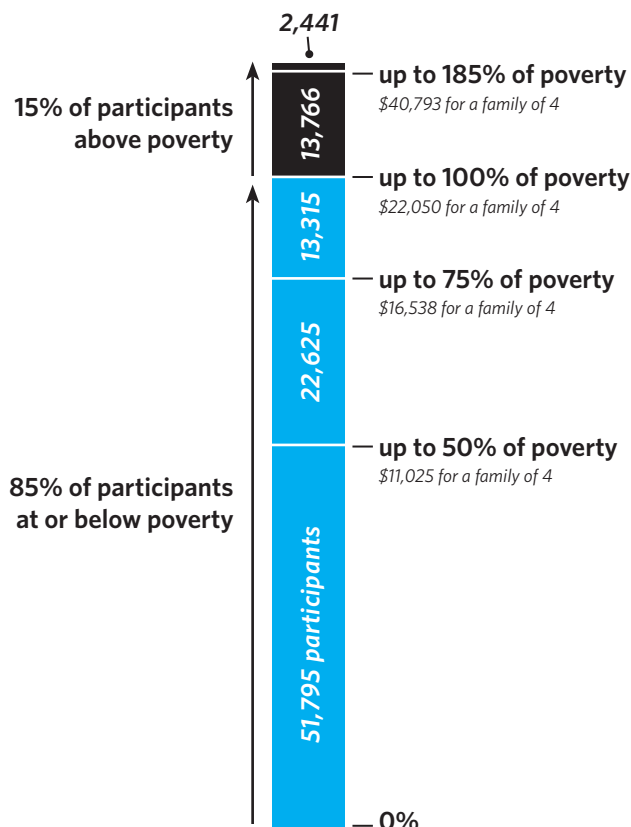 2,441
15% of participants
above poverty
13,766
up to 185% of poverty
$40,793 for a family of 4
up to 100% of poverty
$22,050 for a family of 4
13,315
up to 75% of poverty
$16,538 for a family of 4
22,625
up to 50% of poverty
$11,025 for a family of 4
85% of participants
at or below poverty
51,795 participants
0%